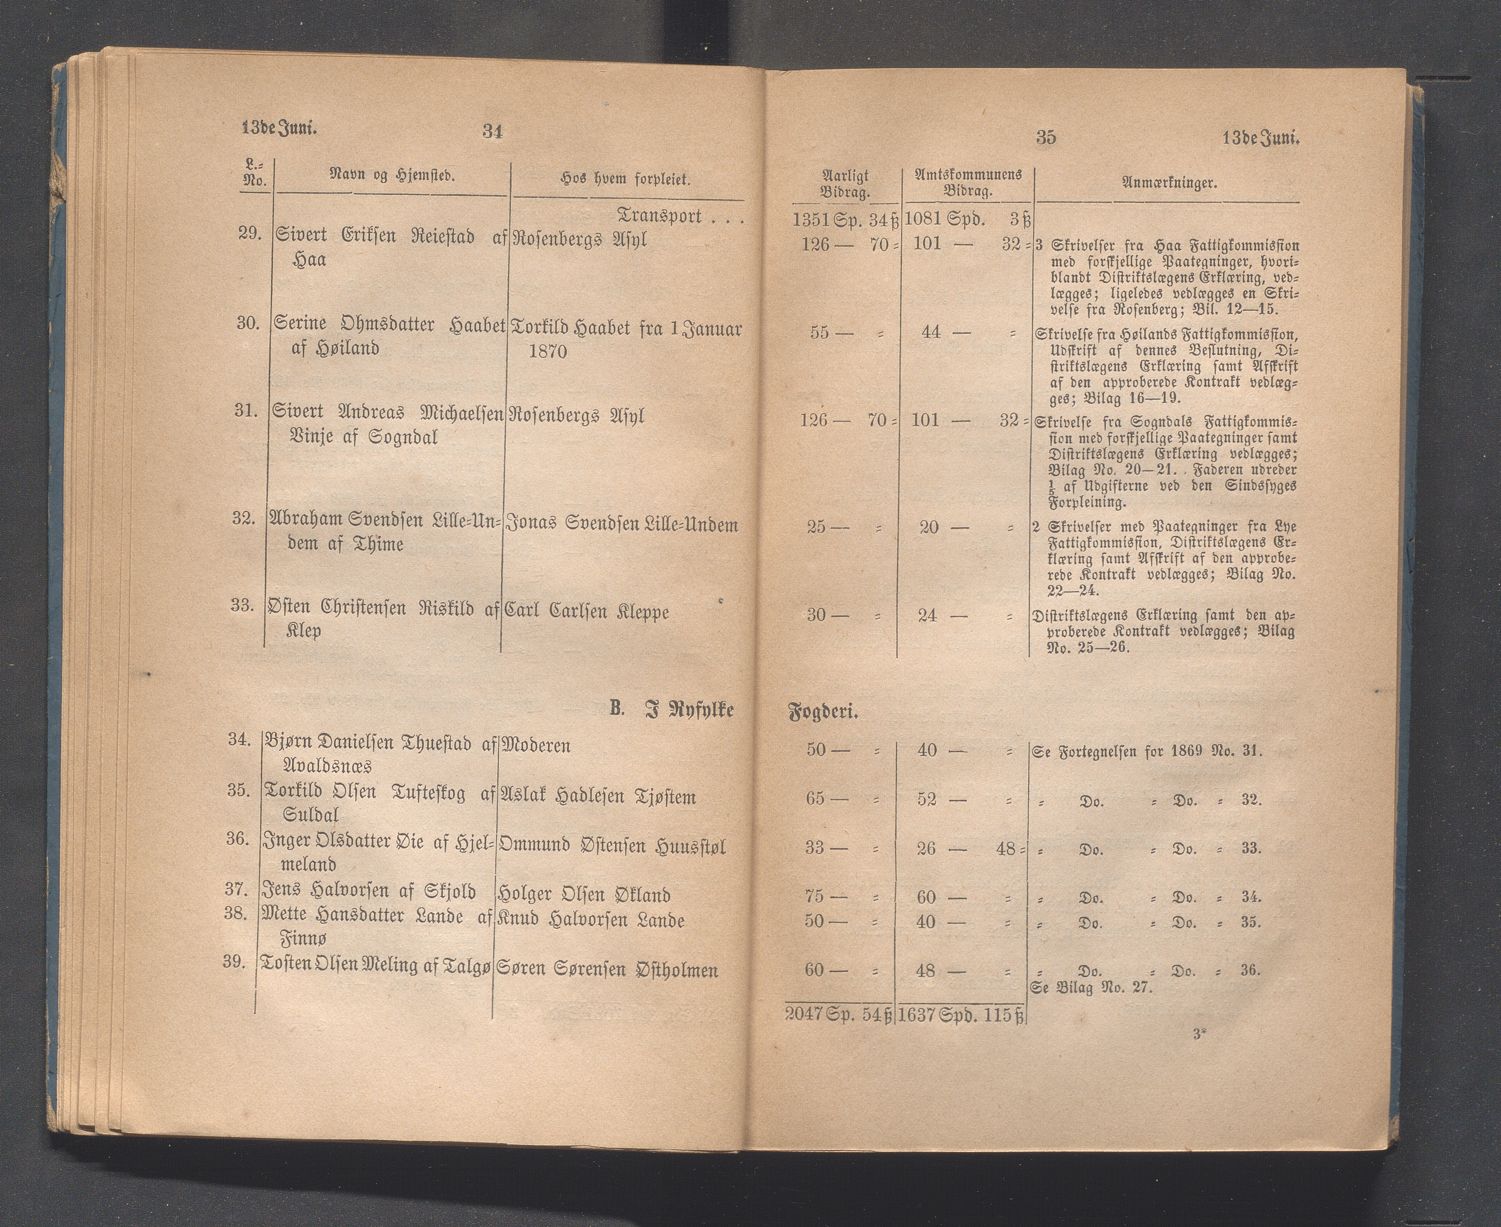 13de Juni.
34
L.-
No.
Navn og Hjemsted.
Hos hvem forpleiet.
Transport . . .
29.
Sivert Eriksen Reiestad af
Haa
Rosenbergs Asyl
30.
Serine Ohmsdatter Haabet
af Høiland
Torkild Haabet fra 1 Januar
1870
31.
Sivert Andreas Michaelsen
Vinje af Sogndal
Rosenbergs Asyl
32.
Abraham Svendsen Lille-Un-
dem af Thime
Jonas Svendsen Lille-Undem
33.
Østen Christensen Riskild af
Klep
Carl Carlsen Kleppe
B. I Ryfylke
34.
Bjørn Danielsen Thuestad af
Avaldsnæs
Moderen
35.
Torkild Olsen Tufteskog af
Suldal
Aslak Hadlesen Tjøstem
36.
Inger Olsdatter Øie af Hjel-
meland
Ommund Østensen Huusstøl
37.
Jens Halvorsen af Skjold
Holger Olsen Økland
38.
Mette Hansdatter Lande af
Finnø
Knud Halvorsen Lande
39.
Tosten Olsen Meling af Talgø
Søren Sørensen Østholmen
35
13de Juni.
Aarligt
Bidrag.
Amtskommunens
Bidrag.
Anmærkninger.
1351 Sp. 34 ß 1081 Spd. 3 ß
126 — 70 - 101 — 32 -
3 Skrivelser fra Haa Fattigkommission
med forskjellige Paategninger, hvori-
blandt Distriktslægens Erklæring, ved-
lægges; ligeledes vedlægges en Skri-
velse fra Rosenberg; Bil. 12—15.
55 — - 44 — -
Skrivelse fra Høilands Fattigkommission,
Udskrift af dennes Beslutning, Di-
striktslægens Erklæring samt Afskrift
af den approberede Kontrakt vedlæg-
ges; Bilag 16—19.
126 — 70 - 101 — 32 -
Skrivelse fra Sogndals Fattigkommis-
sion med forskjellige Paategninger samt
Distriktslægens Erklæring vedlægges;
Bilag No. 20—21. Faderen udreder
af Udgifterne ved den Sindssyges
Forpleining.
25 — - 20 — -
2 Skrivelser med Paategninger fra Lye
Fattigkommission, Distriktslægens Er-
klæring samt Afskrift af den approbe-
rede Kontrakt vedlægges; Bilag No.
22—24.
30 — - 24 — -
Distriktslægens Erklæring samt den ap-
proberede Kontrakt vedlægges; Bilag
No. 25—26.
Fogderi.
50 — - 40 — - Se Fortegnelsen for 1869 No. 31.
65 — - 52 — - - Do. - Do. - 32.
33 — - 26 — 48 - - Do. - Do. - 33.
75 — - 60 — - - Do. - Do. - 34.
50 — - 40 — - - Do. - Do. - 35.
60 — - 48 — - - Do. - Do. - 36.
Se Bilag No. 27.
2047 Sp. 54 ß 1637 Spd. 115 ß
3*